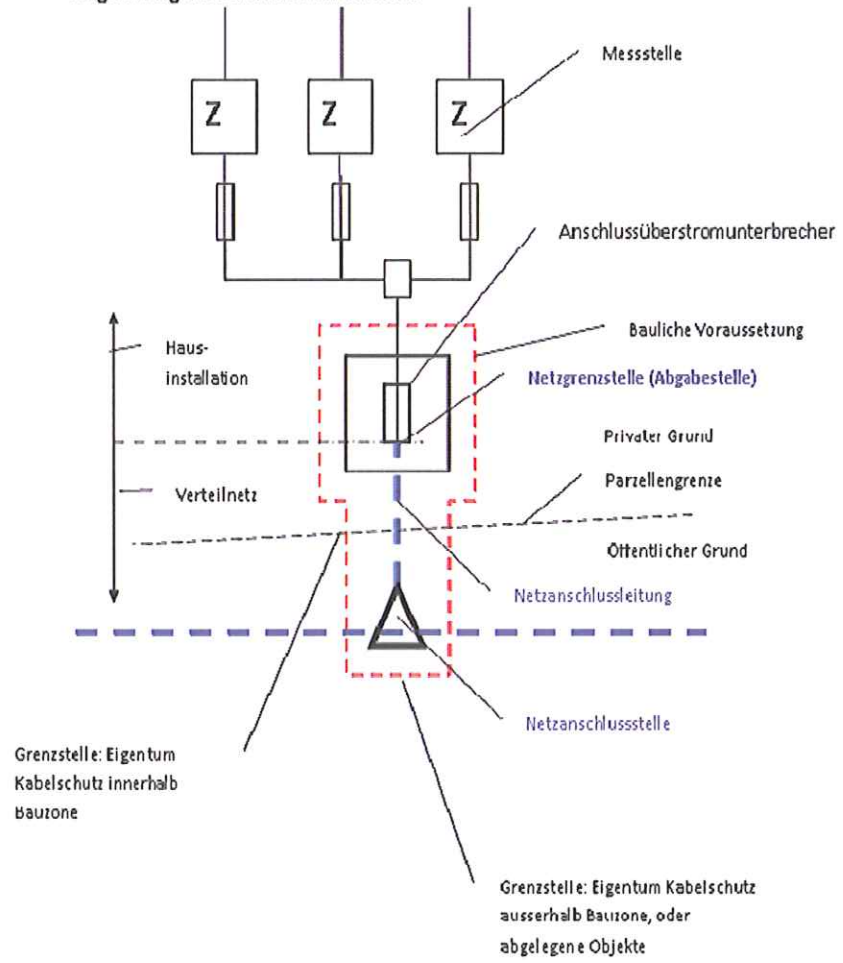 Messstelle
Z Z Z
Anschlussüberstromunterbrecher
Bauliche Voraussetzung
Haus-
installation
Netzgrenzstelle (Abgabestelle)
Privater Grund
Parzellengrenze
Verteilnetz
Öffentlicher Grund
Netzanschlussleitung
Netzanschlussstelle
Grenzstelle: Eigentum
Kabelschutz innerhalb
Bauzone
Grenzstelle: Eigentum Kabelschutz
ausserhalb Bauzone, oder
abgelegene Objekte